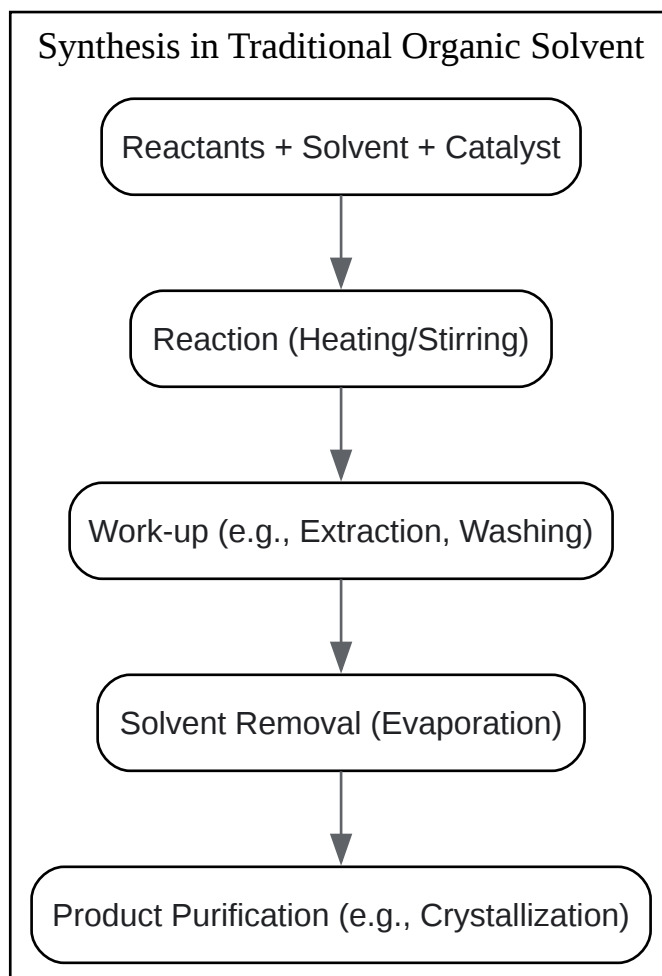 Synthesis in Traditional Organic Solvent
Reactants + Solvent + Catalyst
Reaction (Heating/Stirring)
Work-up (e.g., Extraction, Washing)
Solvent Removal (Evaporation)
Product Purification (e.g., Crystallization)